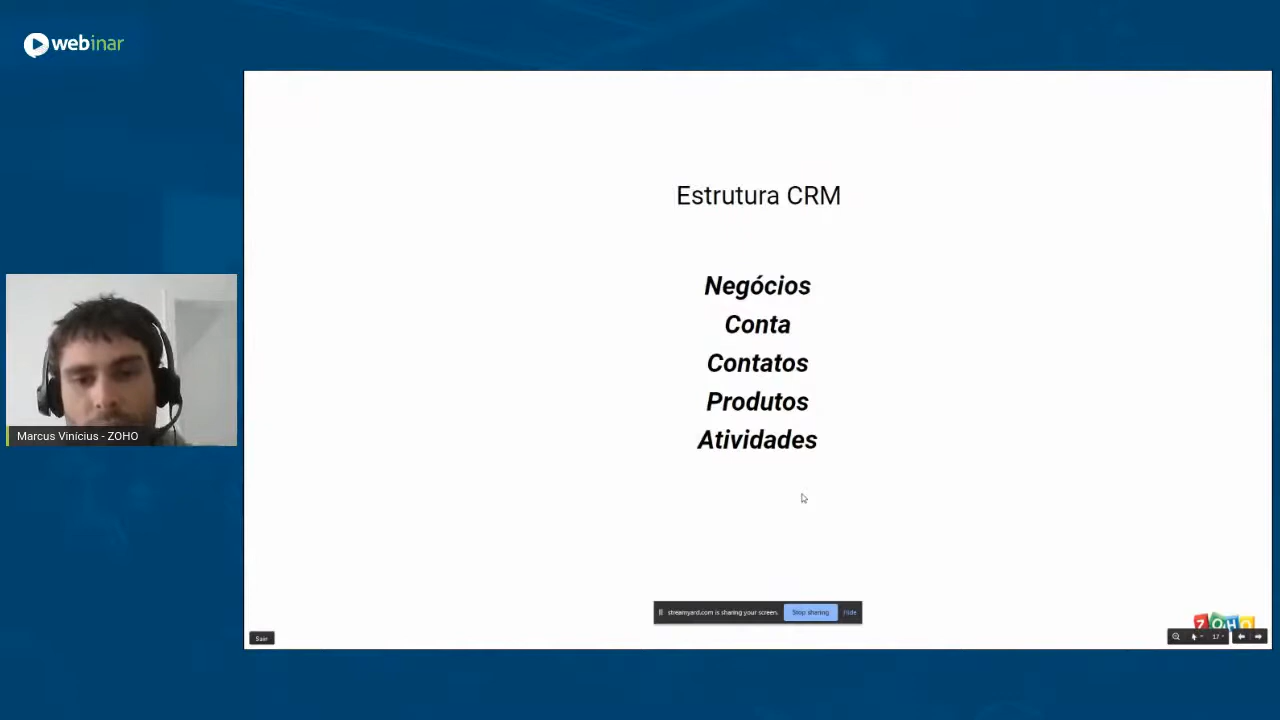 webinar
Estrutura CRM
Negócios
Conta
Contatos
Produtos
Atividades
Marcus Vinícius - ZOHO
streamyard.com is sharing your screen. Stop sharing Hide
Sair
ZOHO
17